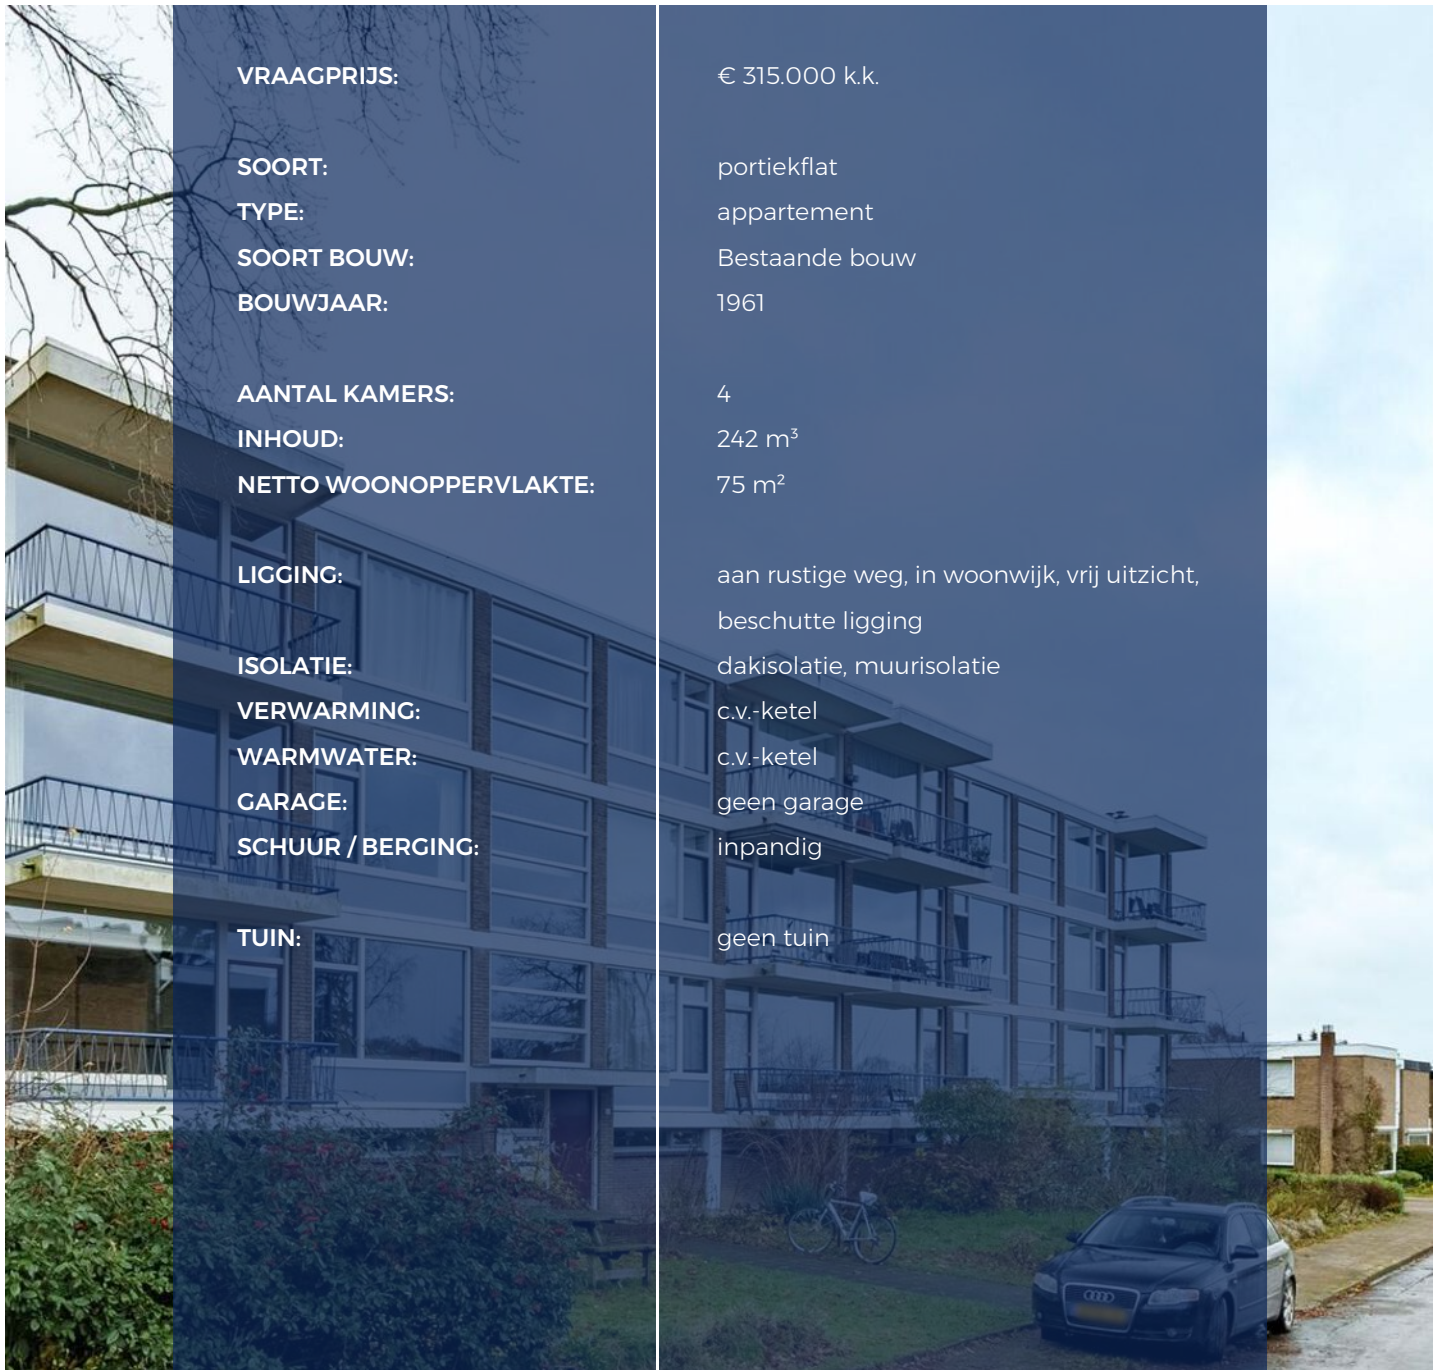 VRAAGPRIJS: € 315.000 k.k.
SOORT: portiekflat
TYPE: appartement
SOORT BOUW: Bestaande bouw
BOUWJAAR: 1961
AANTAL KAMERS: 4
INHOUD: 242 m³
NETTO WOONOPPERVLAKTE: 75 m²
LIGGING: aan rustige weg, in woonwijk, vrij uitzicht,
beschutte ligging
ISOLATIE: dakisolatie, muurisolatie
VERWARMING: c.v.-ketel
WARMWATER: c.v.-ketel
GARAGE: geen garage
SCHUUR / BERGING: inpandig
TUIN: geen tuin